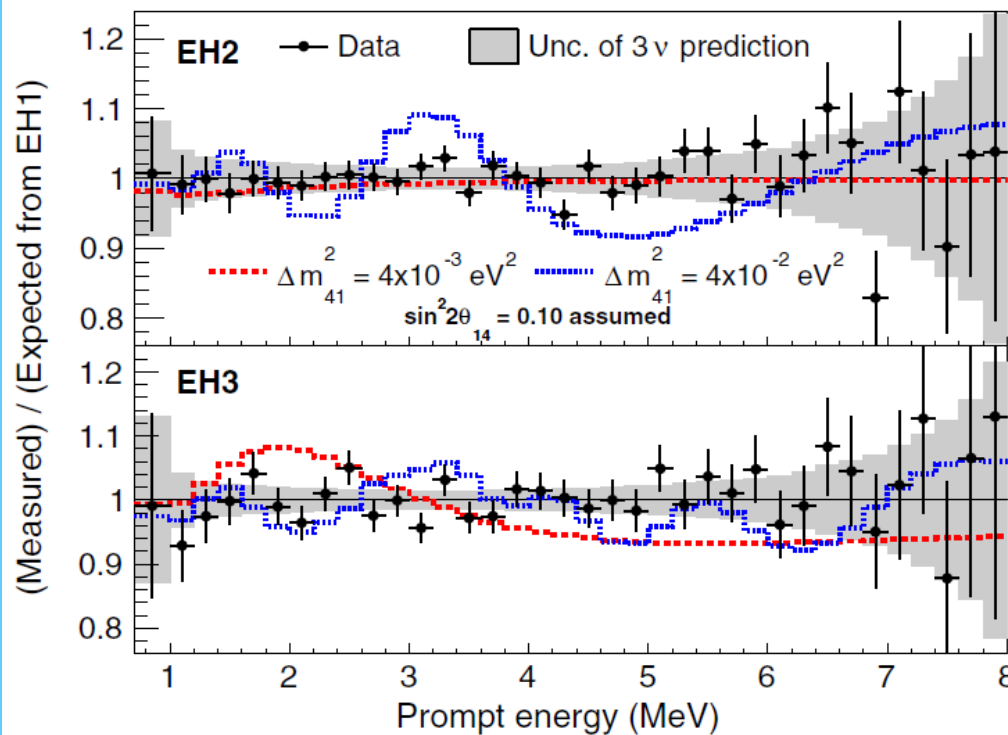 (Measured) / (Expected from EH1)
EH2
Data
Unc. of 3 ν prediction
1.2
1.1
1
0.9
0.8
Δm²₄₁ = 4x10⁻³ eV²
Δm²₄₁ = 4x10⁻² eV²
sin²2θ₁₄ = 0.10 assumed
EH3
1.2
1.1
1
0.9
0.8
1 2 3 4 5 6 7 8
Prompt energy (MeV)